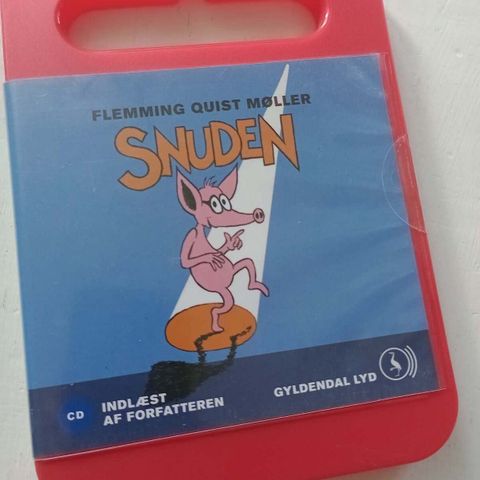 FLEMMING QUIST MØLLER
SNUDEN
CD
INDLÆST
AF FORFATTEREN
GYLDENDAL LYD